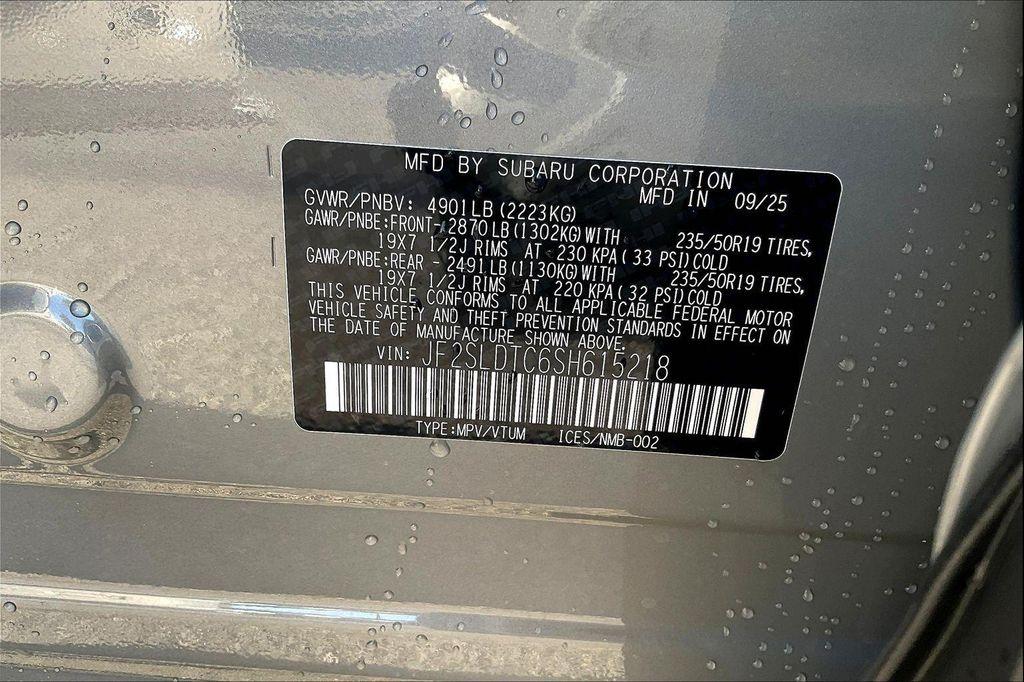 MFD BY SUBARU CORPORATION
MFD IN 09/25
GVWR/PNBV: 4901LB(2223KG)
GAWR/PNBE:FRONT- 2870LB(1302KG)WITH 235/50R19 TIRES,
19X7 1/2J RIMS AT 230 KPA( 33 PSI)COLD
GAWR/PNBE:REAR - 2491LB(1130KG)WITH 235/50R19 TIRES,
19X7 1/2J RIMS AT 220 KPA( 32 PSI)COLD
THIS VEHICLE CONFORMS TO ALL APPLICABLE FEDERAL MOTOR
VEHICLE SAFETY AND THEFT PREVENTION STANDARDS IN EFFECT ON
THE DATE OF MANUFACTURE SHOWN ABOVE.
VIN: JF2SLDTC6SH615218
TYPE:MPV/VTUM ICES/NMB-002